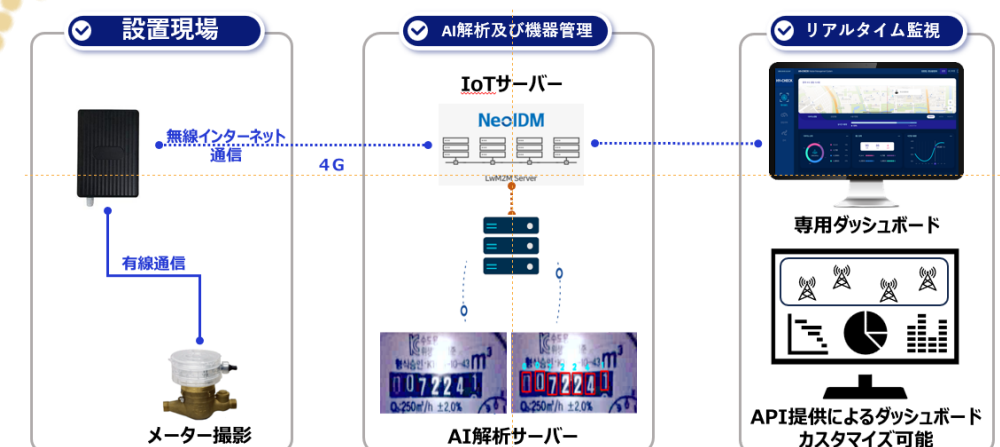 設置現場
AI解析及び機器管理
リアルタイム監視
IoTサーバー
NeoIDM
LwM2M Server
無線インターネット
通信
4G
有線通信
メーター撮影
m³
0072241
Q₃250m³/h ±2.0%
m³
0072241
Q₃250m³/h ±2.0%
AI解析サーバー
専用ダッシュボード
API提供によるダッシュボード
カスタマイズ可能